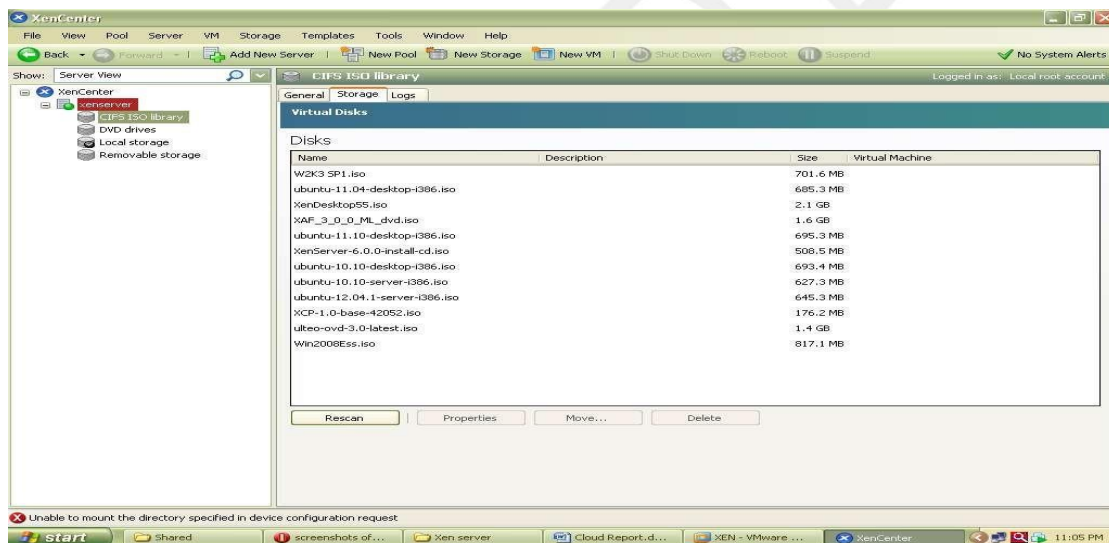 XenCenter
File View Pool Server VM Storage Templates Tools Window Help
Back Forward Add New Server New Pool New Storage New VM Shut Down Reboot Suspend No System Alerts
Show: Server View
CIFS ISO library Logged in as: Local root account
XenCenter
xenserver
CIFS ISO library
DVD drives
Local storage
Removable storage
General Storage Logs
Virtual Disks
Disks
Name Description Size Virtual Machine
W2K3 SP1.iso 701.6 MB
ubuntu-11.04-desktop-i386.iso 685.3 MB
XenDesktop55.iso 2.1 GB
XAF_3_0_0_ML_dvd.iso 1.6 GB
ubuntu-11.10-desktop-i386.iso 695.3 MB
XenServer-6.0.0-install-cd.iso 508.5 MB
ubuntu-10.10-desktop-i386.iso 693.4 MB
ubuntu-10.10-server-i386.iso 627.3 MB
ubuntu-12.04.1-server-i386.iso 645.3 MB
XCP-1.0-base-42052.iso 176.2 MB
ulteo-ovd-3.0-latest.iso 1.4 GB
Win2008Ess.iso 817.1 MB
Rescan Properties Move... Delete
Unable to mount the directory specified in device configuration request
start Shared screenshots of... Xen server Cloud Report.d... XEN - VMware ... XenCenter 11:05 PM